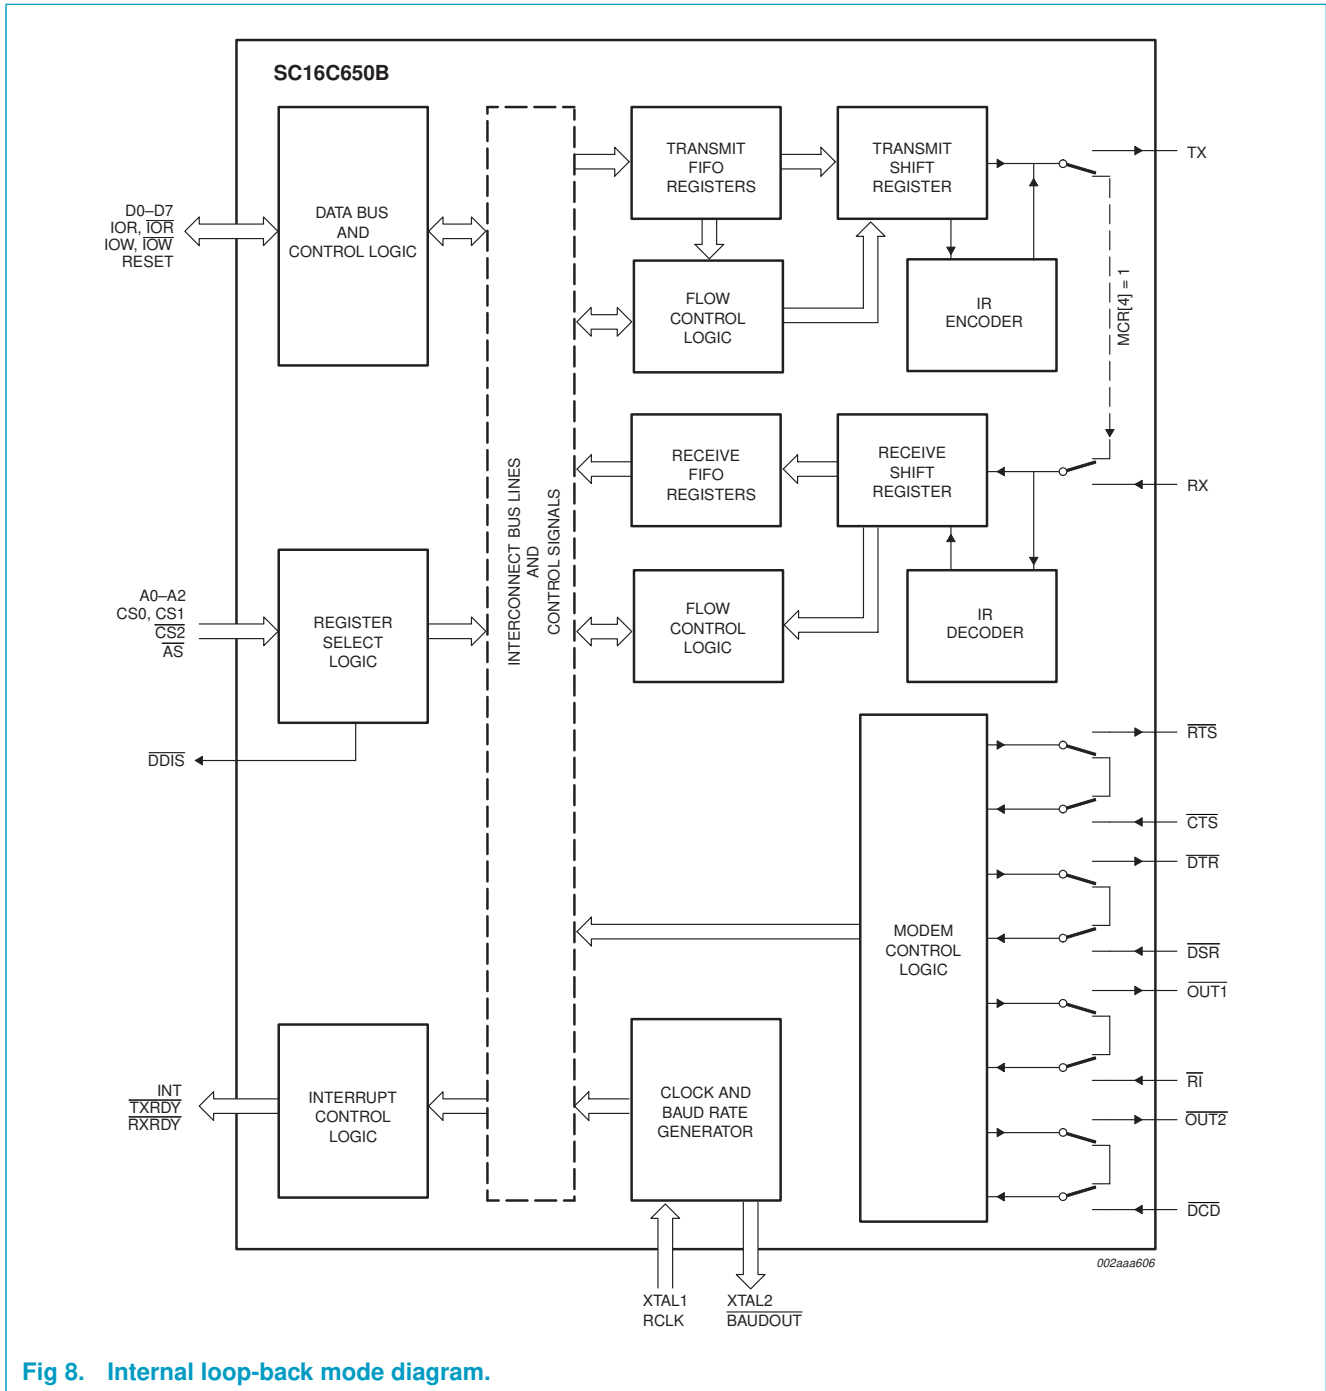 SC16C650B
D0–D7
IOR, IOR
IOW, IOW
RESET
DATA BUS
AND
CONTROL LOGIC
TRANSMIT
FIFO
REGISTERS
TRANSMIT
SHIFT
REGISTER
TX
FLOW
CONTROL
LOGIC
IR
ENCODER
MCR[4] = 1
RECEIVE
FIFO
REGISTERS
RECEIVE
SHIFT
REGISTER
RX
INTERCONNECT BUS LINES
AND
CONTROL SIGNALS
A0–A2
CS0, CS1
CS2
AS
REGISTER
SELECT
LOGIC
FLOW
CONTROL
LOGIC
IR
DECODER
DDIS
RTS
CTS
DTR
MODEM
CONTROL
LOGIC
DSR
OUT1
RI
OUT2
DCD
INT
TXRDY
RXRDY
INTERRUPT
CONTROL
LOGIC
CLOCK AND
BAUD RATE
GENERATOR
XTAL1
RCLK
XTAL2
BAUDOUT
002aaa606
Fig 8. Internal loop-back mode diagram.